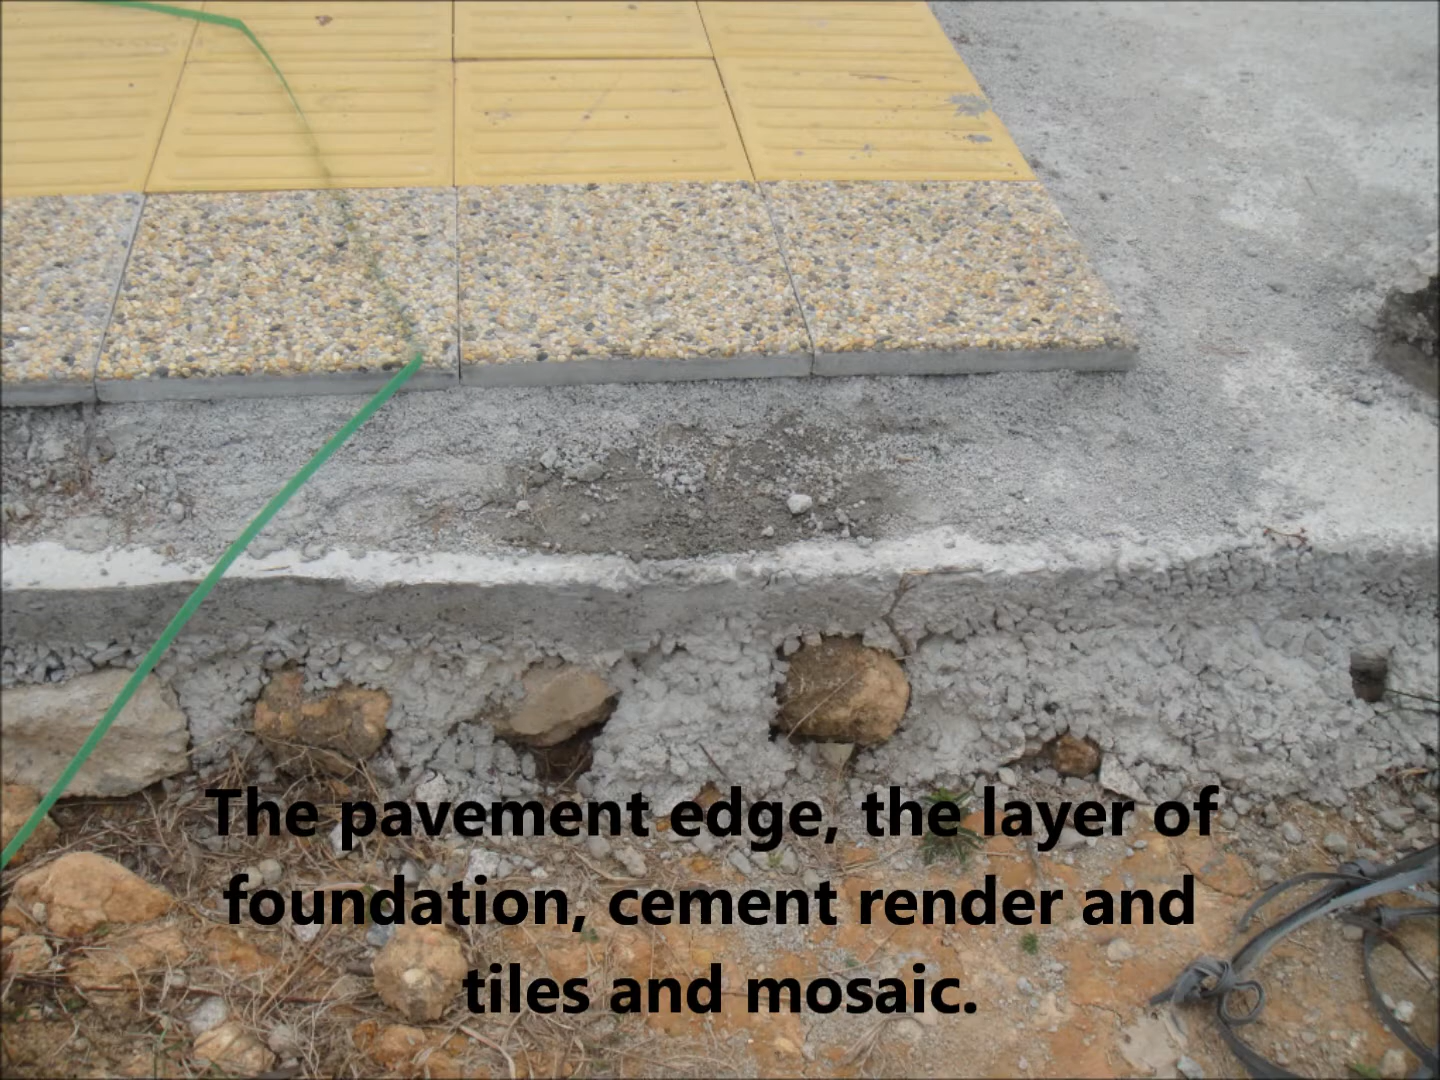 The pavement edge, the layer of
foundation, cement render and
tiles and mosaic.